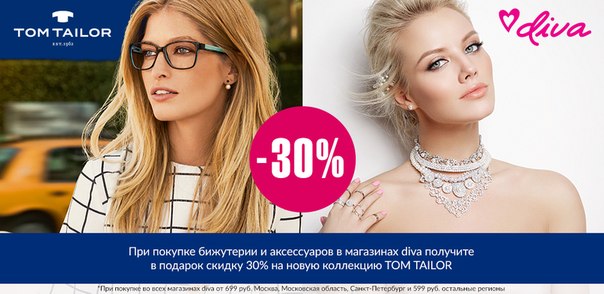 TOM TAILOR
EST. 1962
diva
-30%
При покупке бижутерии и аксессуаров в магазинах diva получите
в подарок скидку 30% на новую коллекцию TOM TAILOR
*При покупке во всех магазинах diva от 699 руб. Москва, Московская область, Санкт-Петербург и 599 руб. остальные регионы